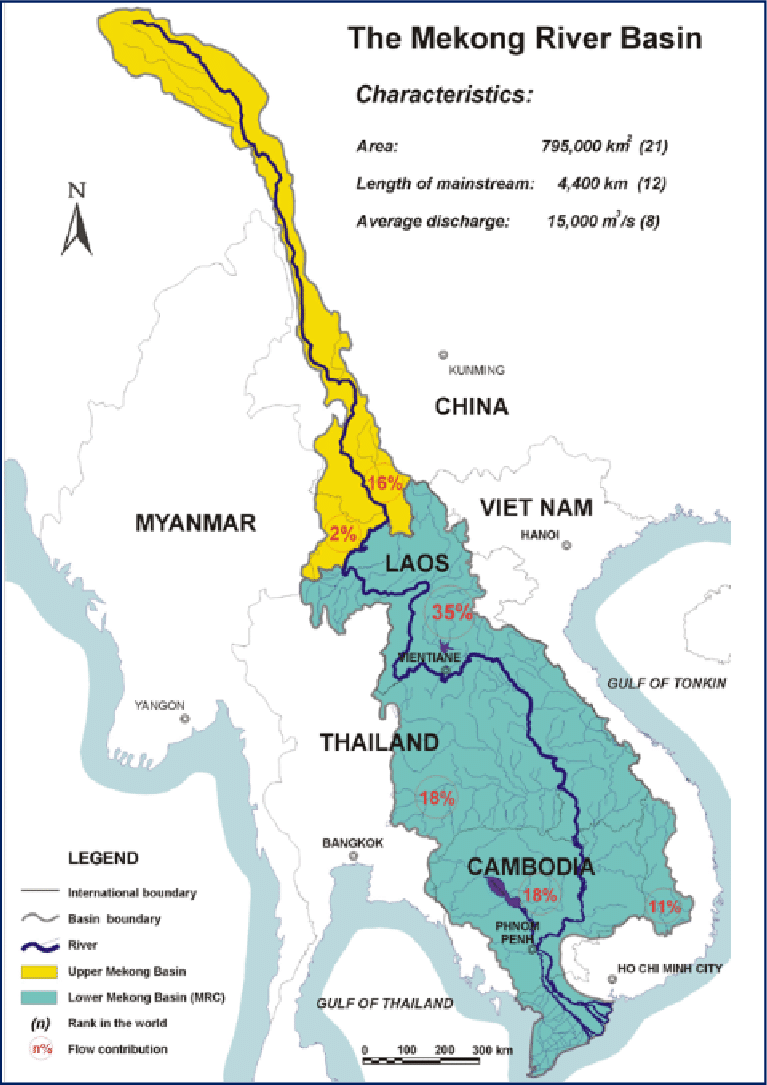 The Mekong River Basin
Characteristics:
Area: 795,000 km² (21)
Length of mainstream: 4,400 km (12)
Average discharge: 15,000 m³/s (8)
N
KUNMING
CHINA
16%
VIET NAM
MYANMAR
2%
HANOI
LAOS
35%
VIENTIANE
GULF OF TONKIN
YANGON
THAILAND
18%
BANGKOK
CAMBODIA
18%
11%
PHNOM
PENH
HO CHI MINH CITY
GULF OF THAILAND
LEGEND
International boundary
Basin boundary
River
Upper Mekong Basin
Lower Mekong Basin (MRC)
(n) Rank in the world
n% Flow contribution
0 100 200 300 km